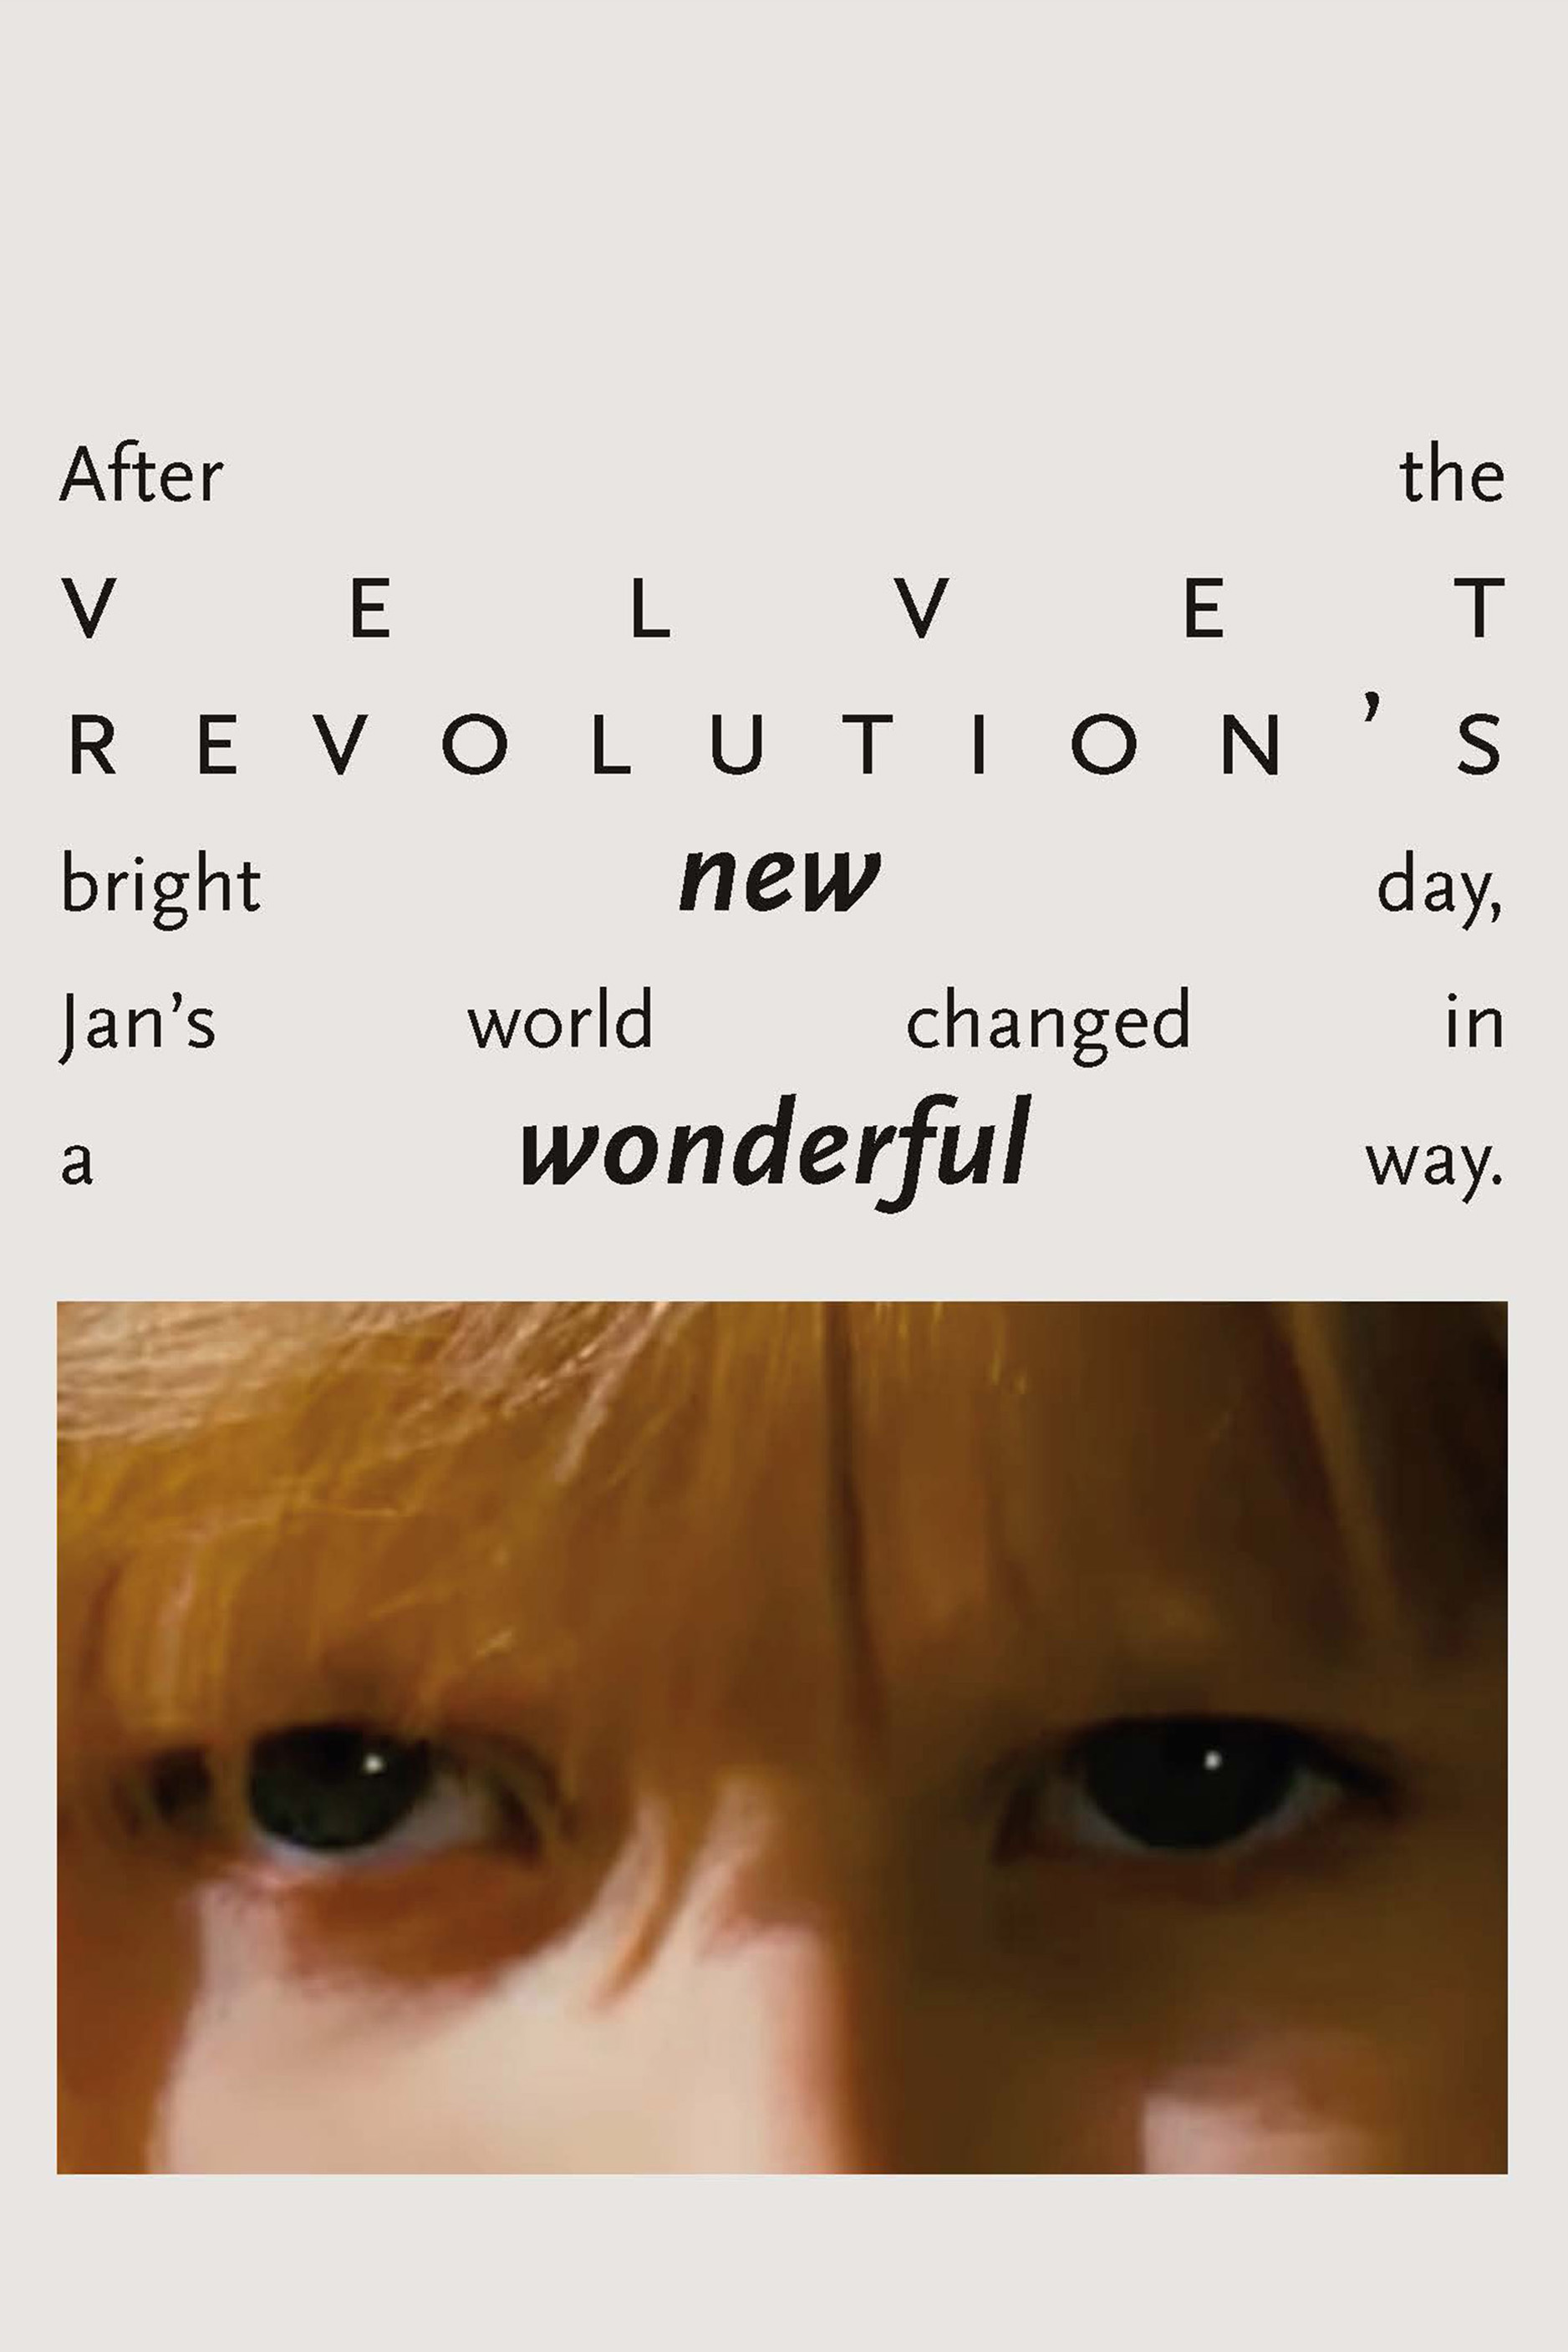 After the
VELVET
REVOLUTION’S
bright new day,
Jan’s world changed in
a wonderful way.